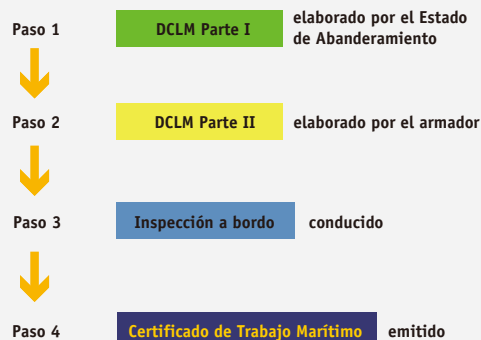 Paso 1 DCLM Parte I elaborado por el Estado
de Abanderamiento
Paso 2 DCLM Parte II elaborado por el armador
Paso 3 Inspección a bordo conducido
Paso 4 Certificado de Trabajo Marítimo emitido